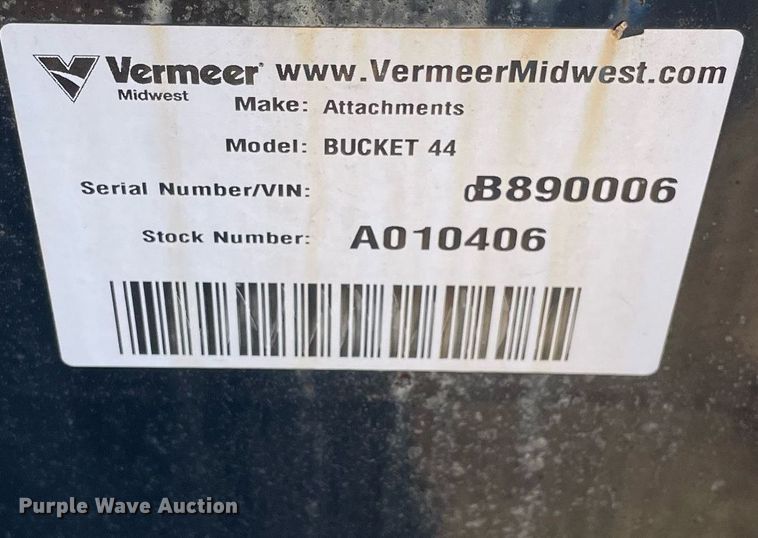 Vermeer® www.VermeerMidwest.com
Midwest
Make: Attachments
Model: BUCKET 44
Serial Number/VIN: B890006
Stock Number: A010406
Purple Wave Auction